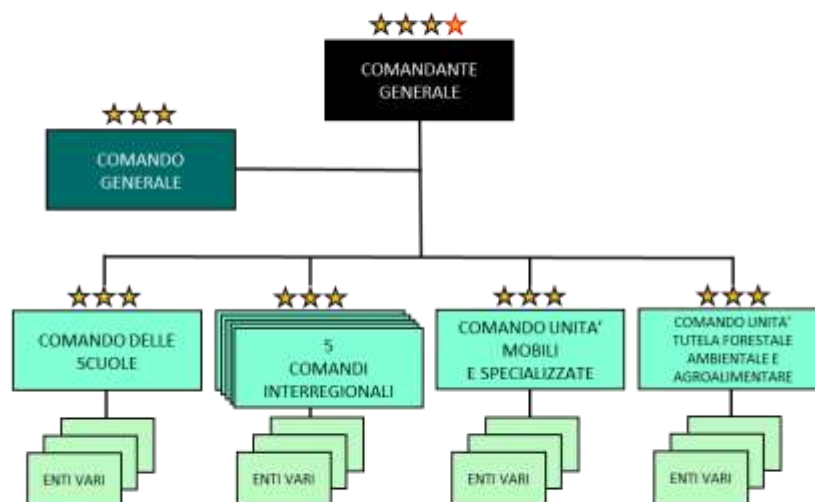 COMANDANTE
GENERALE
COMANDO
GENERALE
COMANDO DELLE
SCUOLE
5
COMANDI
INTERREGIONALI
COMANDO UNITA'
MOBILI
E SPECIALIZZATE
COMANDO UNITA'
TUTELA FORESTALE
AMBIENTALE E
AGROALIMENTARE
ENTI VARI
ENTI VARI
ENTI VARI
ENTI VARI